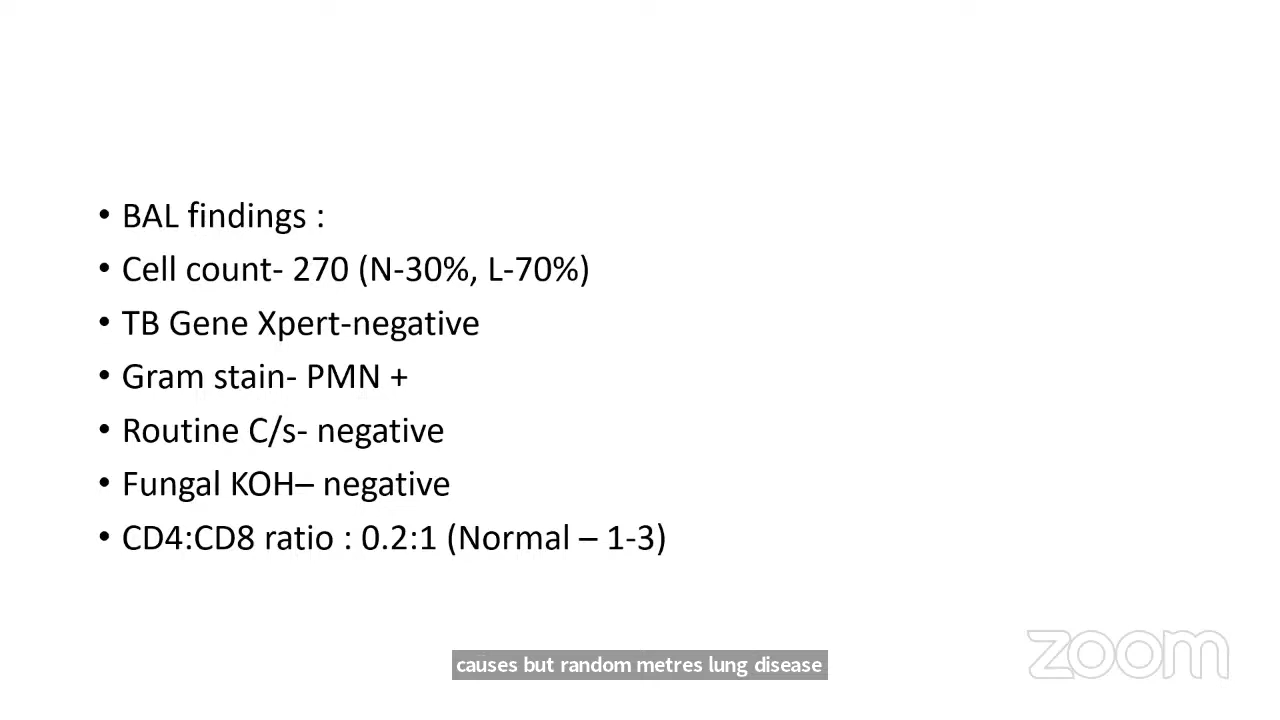 • BAL findings :
• Cell count- 270 (N-30%, L-70%)
• TB Gene Xpert-negative
• Gram stain- PMN +
• Routine C/s- negative
• Fungal KOH– negative
• CD4:CD8 ratio : 0.2:1 (Normal – 1-3)
zoom
causes but random metres lung disease